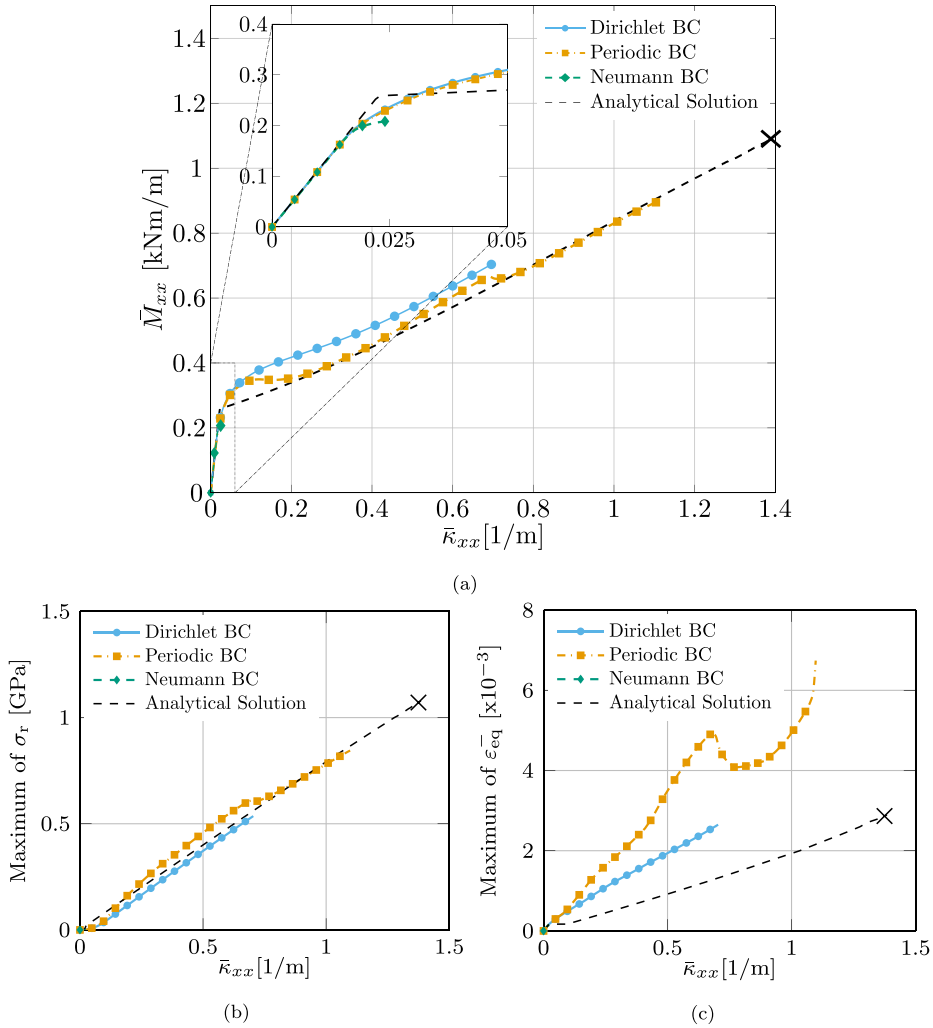 1.4
1.2
1
0.8
0.6
0.4
0.2
0
M̄xx [kNm/m]
0.4
0.3
0.2
0.1
0
0
0.025
0.05
Dirichlet BC
Periodic BC
Neumann BC
Analytical Solution
0
0.2
0.4
0.6
0.8
1
1.2
1.4
κ̄xx[1/m]
(a)
1.5
1
0.5
0
Maximum of σr [GPa]
Dirichlet BC
Periodic BC
Neumann BC
Analytical Solution
0
0.5
1
1.5
κ̄xx[1/m]
(b)
8
6
4
2
0
Maximum of ε̄eq [x10−3]
Dirichlet BC
Periodic BC
Neumann BC
Analytical Solution
0
0.5
1
1.5
κ̄xx[1/m]
(c)